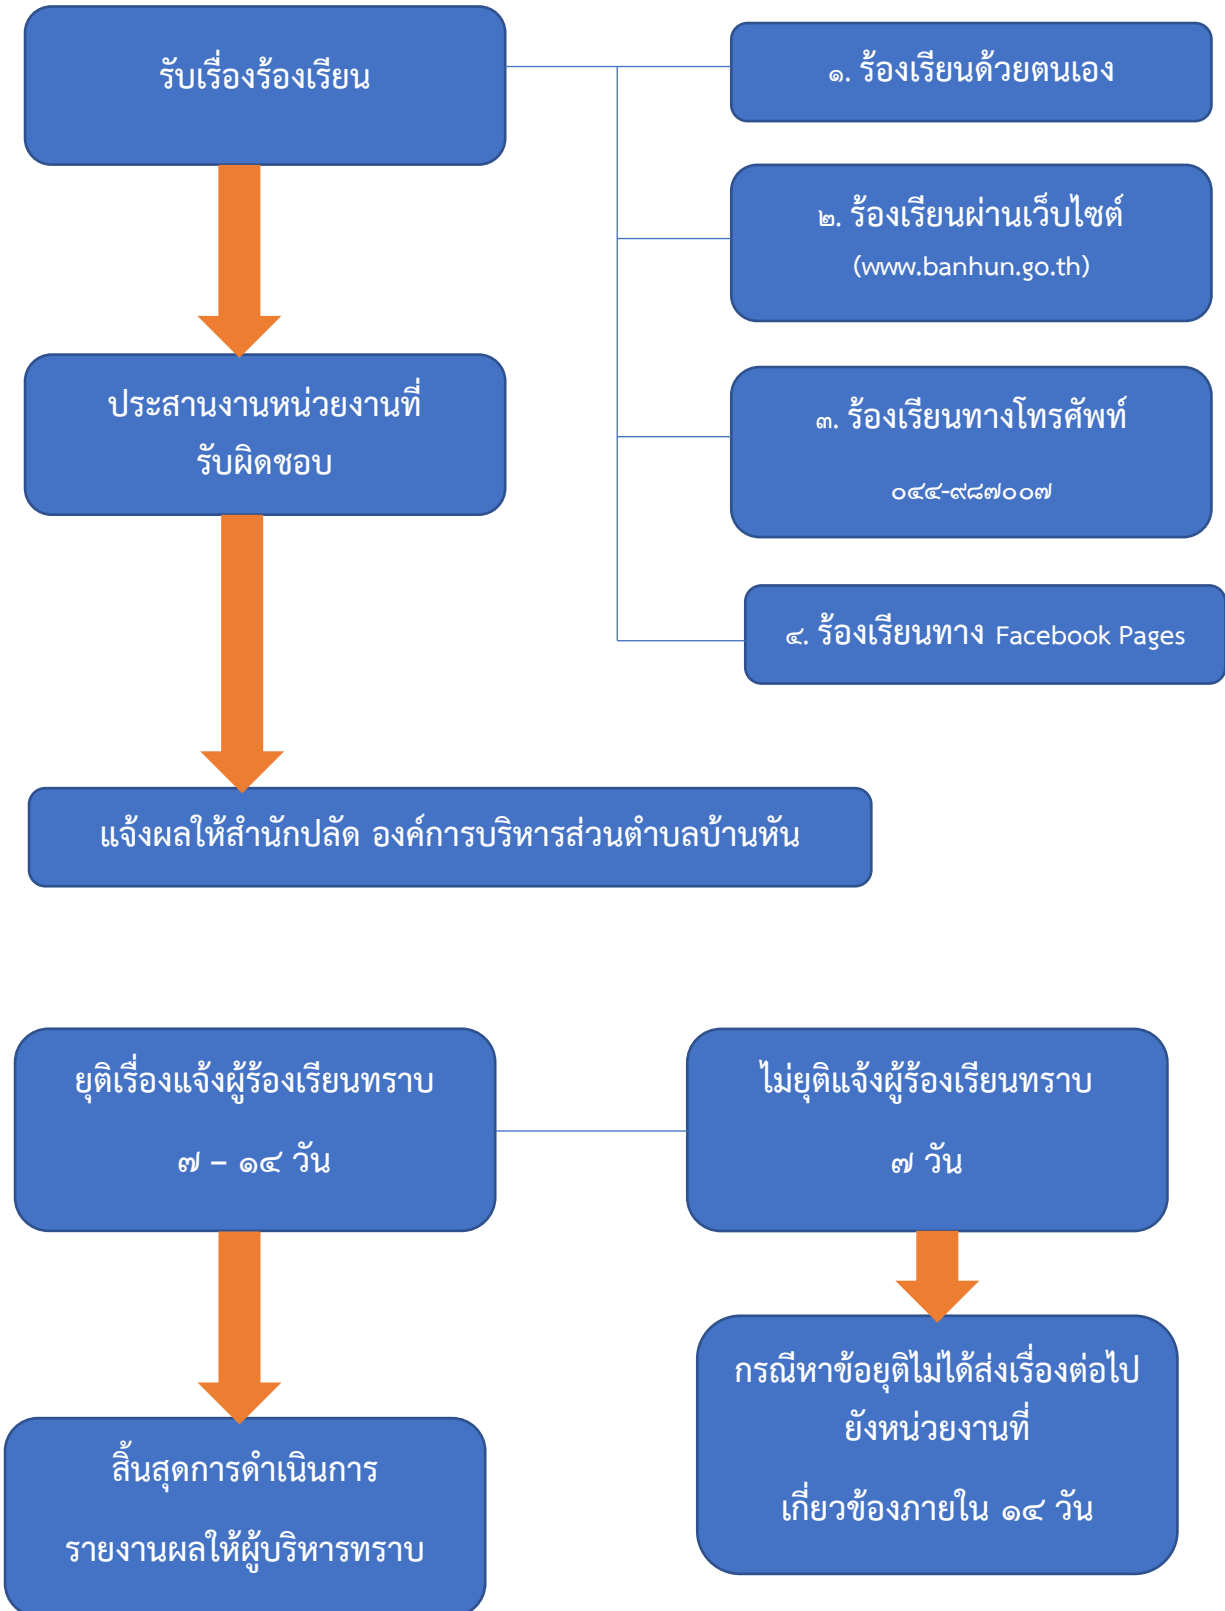 รับเรื่องร้องเรียน
๑. ร้องเรียนด้วยตนเอง
๒. ร้องเรียนผ่านเว็บไซต์
(www.banhun.go.th)
๓. ร้องเรียนทางโทรศัพท์
๐๔๔-๙๘๗๐๐๗
๔. ร้องเรียนทาง Facebook Pages
ประสานงานหน่วยงานที่
รับผิดชอบ
แจ้งผลให้สำนักปลัด องค์การบริหารส่วนตำบลบ้านหัน
ยุติเรื่องแจ้งผู้ร้องเรียนทราบ
๗ – ๑๔ วัน
ไม่ยุติแจ้งผู้ร้องเรียนทราบ
๗ วัน
สิ้นสุดการดำเนินการ
รายงานผลให้ผู้บริหารทราบ
กรณีหาข้อยุติไม่ได้ส่งเรื่องต่อไป
ยังหน่วยงานที่
เกี่ยวข้องภายใน ๑๔ วัน